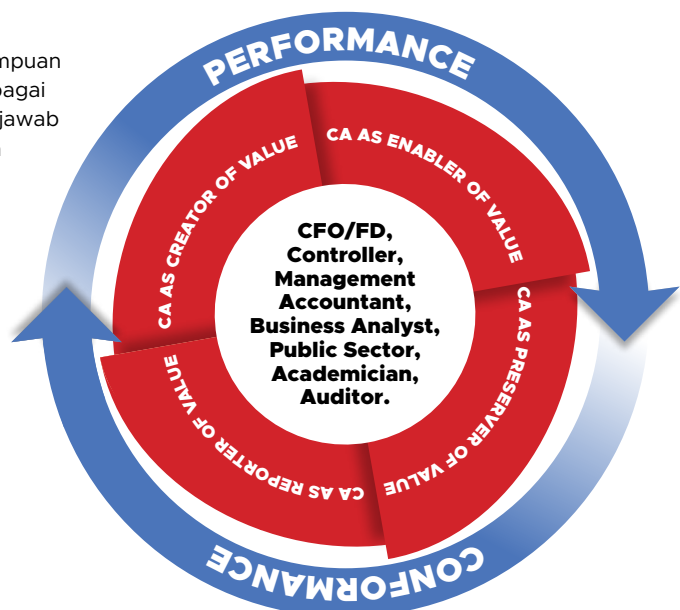 PERFORMANCE
jawab
CA AS CREATOR OF VALUE
CA AS ENABLER OF VALUE
CA AS PRESERVER OF VALUE
CA AS REPORTER OF VALUE
CFO/FD,
Controller,
Management
Accountant,
Business Analyst,
Public Sector,
Academician,
Auditor.
CONFORMANCE